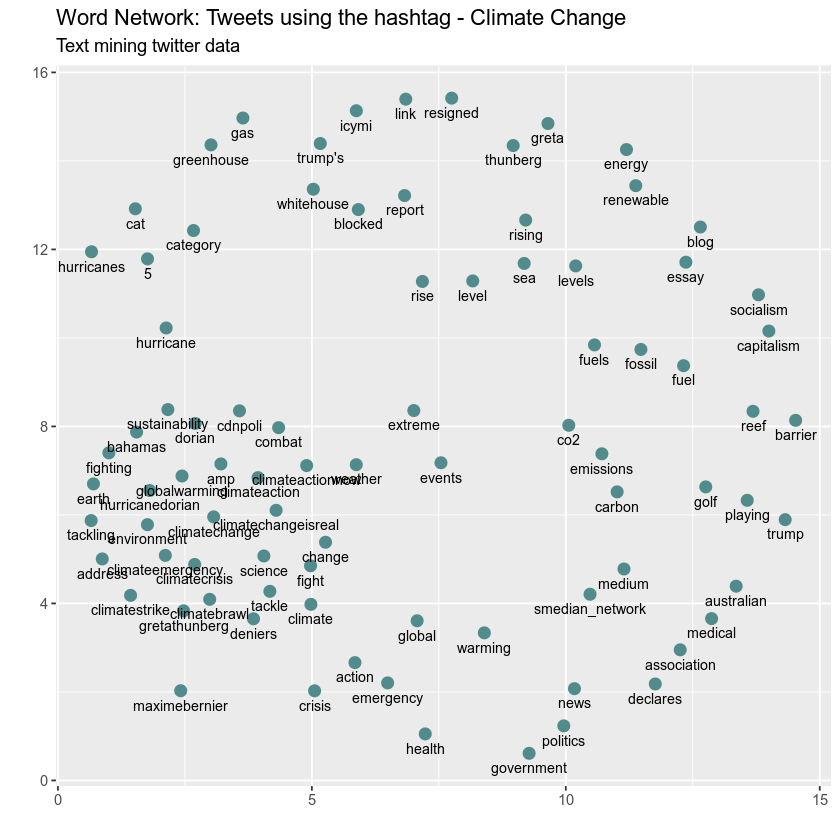 Word Network: Tweets using the hashtag - Climate Change
Text mining twitter data
16
link
resigned
icymi
gas
greta
greenhouse
trump's
thunberg
energy
renewable
whitehouse
report
cat
blocked
rising
category
blog
12
hurricanes
5
sea
levels
essay
rise
level
socialism
hurricane
capitalism
fuels
fossil
fuel
8
sustainability
cdnpoli
extreme
reef
dorian
combat
co2
barrier
bahamas
fighting
emissions
amp
climateactionnow
weather
events
globalwarming
climateaction
earth
hurricanedorian
golf
carbon
playing
climatechange
climatechangeisreal
tackling
environment
trump
change
address
climateemergency
science
climatecrisis
fight
medium
4
climatestrike
climatebrawl
tackle
smedian_network
australian
gretathunberg
deniers
climate
global
medical
warming
association
action
maximebernier
crisis
emergency
news
declares
health
politics
government
0
0
5
10
15